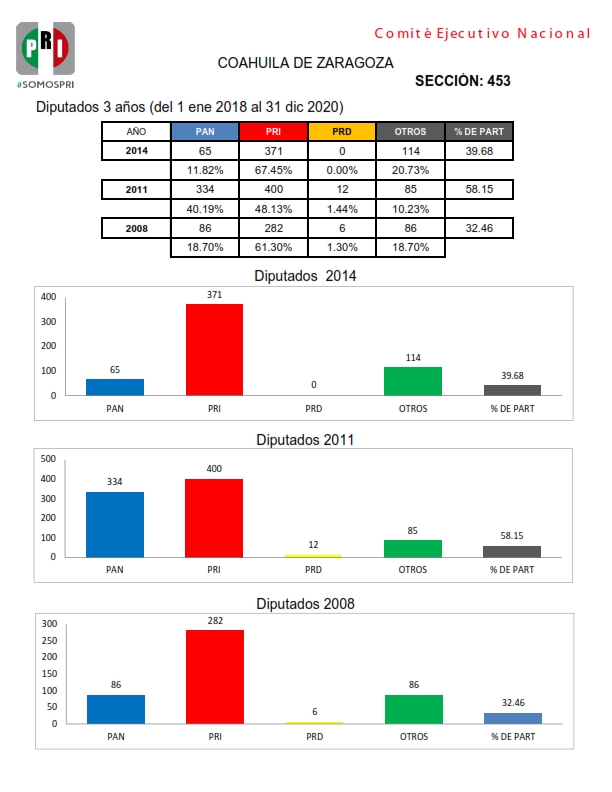 Comité Ejecutivo Nacional
PRI
#SOMOSPRI
COAHUILA DE ZARAGOZA
SECCIÓN: 453
Diputados 3 años (del 1 ene 2018 al 31 dic 2020)
AÑO PAN PRI PRD OTROS % DE PART
2014 65 371 0 114 39.68
11.82% 67.45% 0.00% 20.73%
2011 334 400 12 85 58.15
40.19% 48.13% 1.44% 10.23%
2008 86 282 6 86 32.46
18.70% 61.30% 1.30% 18.70%
Diputados 2014
400
300
200
100
0
65 371 0 114 39.68
PAN PRI PRD OTROS % DE PART
Diputados 2011
500
400
300
200
100
0
334 400 12 85 58.15
PAN PRI PRD OTROS % DE PART
Diputados 2008
300
250
200
150
100
50
0
86 282 6 86 32.46
PAN PRI PRD OTROS % DE PART